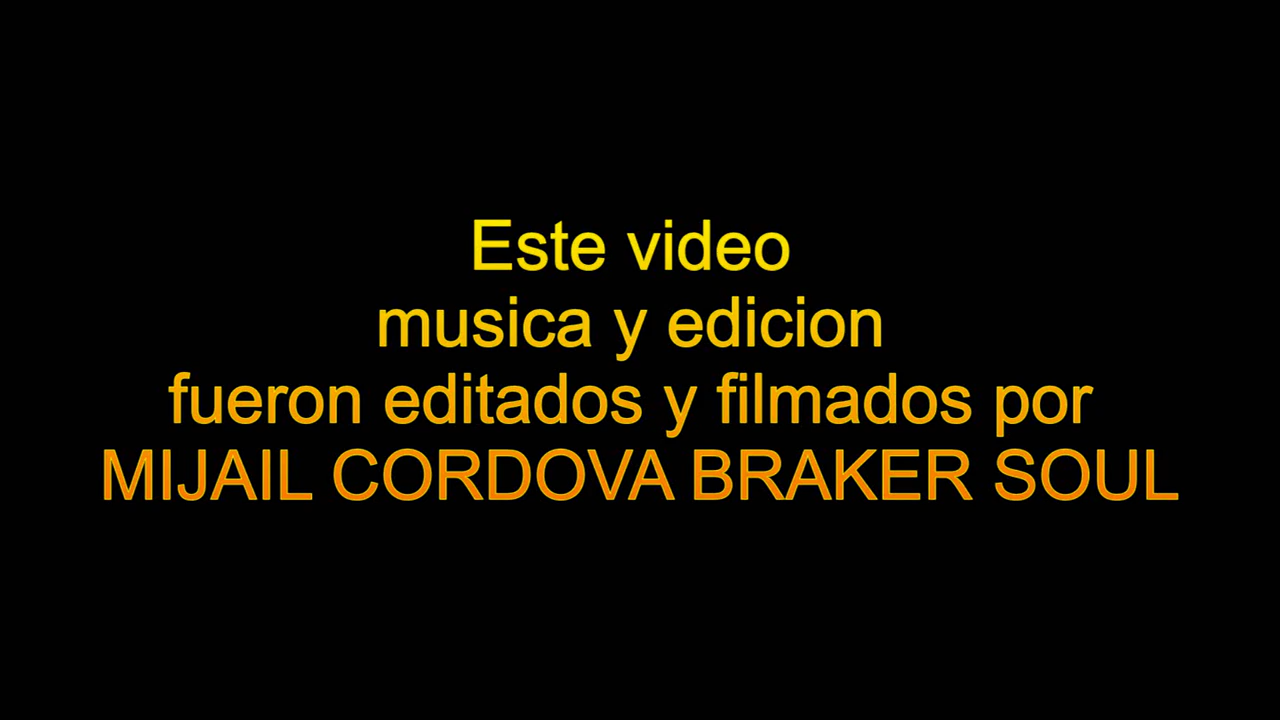 Este video
musica y edicion
fueron editados y filmados por
MIJAIL CORDOVA BRAKER SOUL